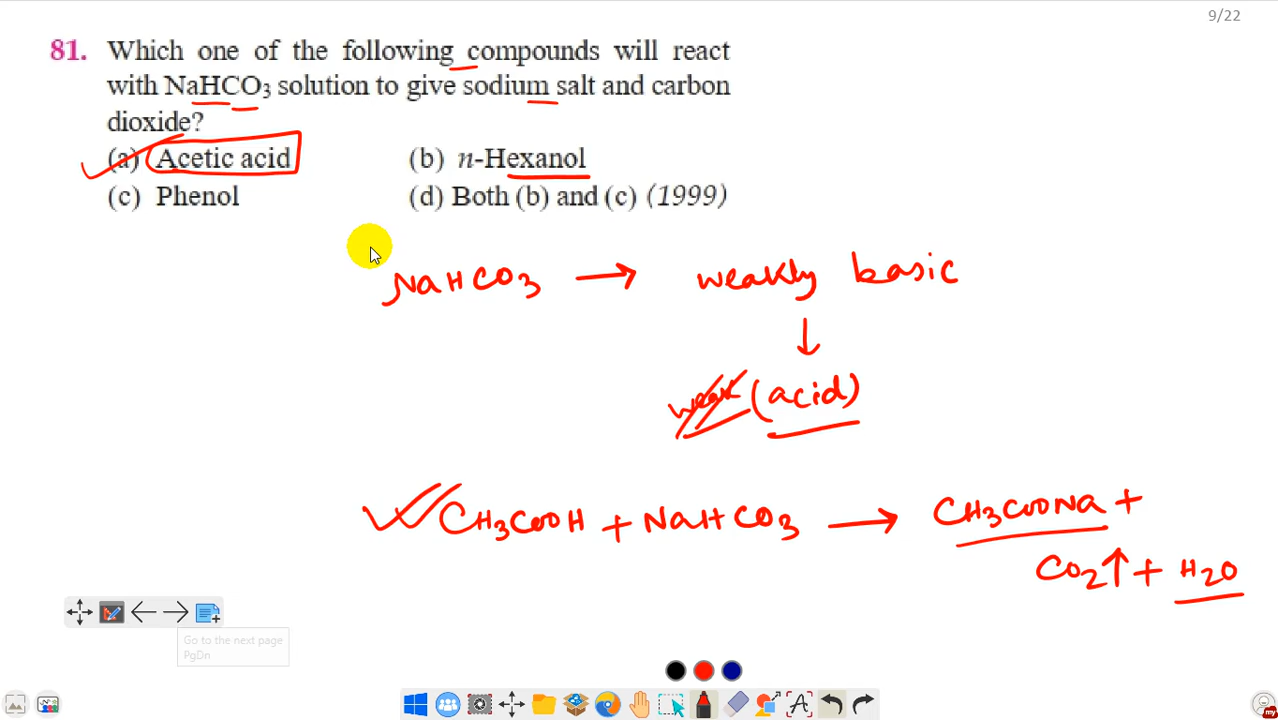 9/22
81. Which one of the following compounds will react
with NaHCO₃ solution to give sodium salt and carbon
dioxide?
(a) Acetic acid (b) n-Hexanol
(c) Phenol (d) Both (b) and (c) (1999)
NaHCO₃ → weakly basic
↓
weak (acid)
CH₃COOH + NaHCO₃ → CH₃COONa +
CO₂↑ + H₂O
Go to the next page
PgDn
A
my